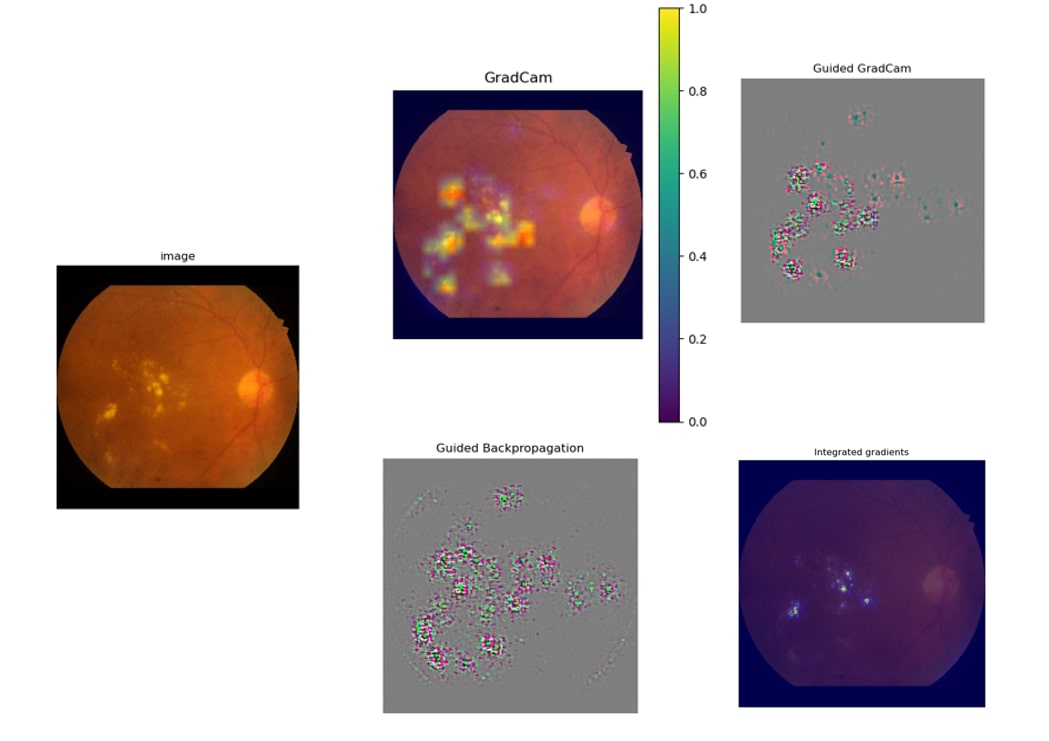 image
GradCam
1.0
0.8
0.6
0.4
0.2
0.0
Guided GradCam
Guided Backpropagation
Integrated gradients